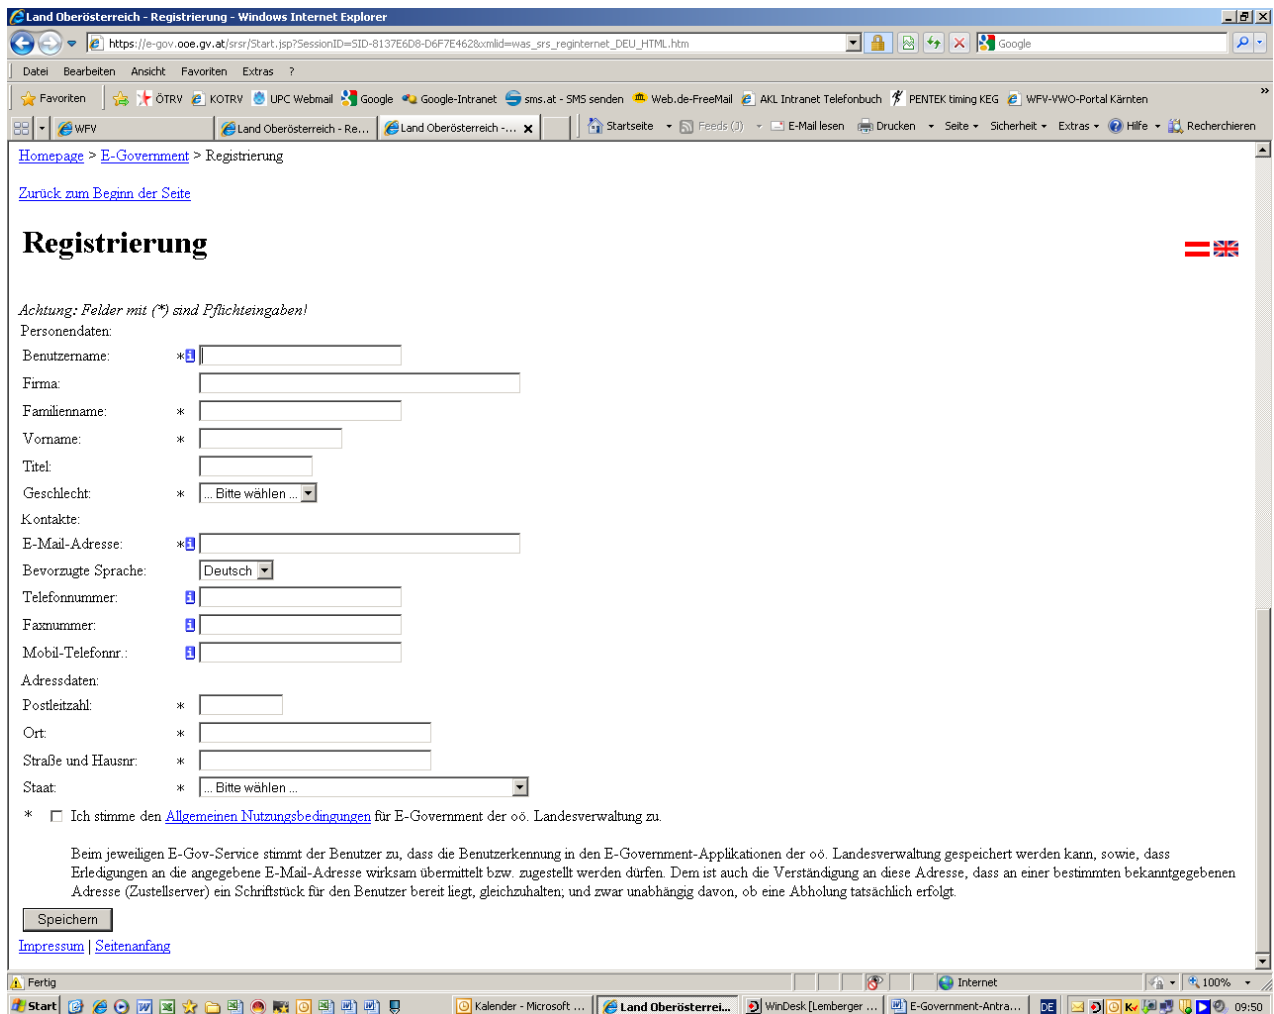 Land Oberösterreich - Registrierung - Windows Internet Explorer
https://e-gov.ooe.gv.at/srsr/Start.jsp?SessionID=SID-8137E6D8-D6F7E462&xmlid=was_srs_reginternet_DEU_HTML.htm
Google
Datei Bearbeiten Ansicht Favoriten Extras ?
Favoriten ÖTRV KOTRV UPC Webmail Google Google-Intranet sms.at - SMS senden Web.de-FreeMail AKL Intranet Telefonbuch PENTEK timing KEG WFV-VWO-Portal Kärnten »
WFV Land Oberösterreich - Re... Land Oberösterreich -... Startseite Feeds (J) E-Mail lesen Drucken Seite Sicherheit Extras Hilfe Recherchieren
Homepage > E-Government > Registrierung
Zurück zum Beginn der Seite
Registrierung
Achtung: Felder mit (*) sind Pflichteingaben!
Personendaten:
Benutzername: *
Firma:
Familienname: *
Vorname: *
Titel:
Geschlecht: * ... Bitte wählen ...
Kontakte:
E-Mail-Adresse: *
Bevorzugte Sprache: Deutsch
Telefonnummer:
Faxnummer:
Mobil-Telefonnr.:
Adressdaten:
Postleitzahl: *
Ort: *
Straße und Hausnr: *
Staat: * ... Bitte wählen ...
* Ich stimme den Allgemeinen Nutzungsbedingungen für E-Government der oö. Landesverwaltung zu.
Beim jeweiligen E-Gov-Service stimmt der Benutzer zu, dass die Benutzerkennung in den E-Government-Applikationen der oö. Landesverwaltung gespeichert werden kann, sowie, dass
Erledigungen an die angegebene E-Mail-Adresse wirksam übermittelt bzw. zugestellt werden dürfen. Dem ist auch die Verständigung an diese Adresse, dass an einer bestimmten bekanntgegebenen
Adresse (Zustellserver) ein Schriftstück für den Benutzer bereit liegt, gleichzuhalten; und zwar unabhängig davon, ob eine Abholung tatsächlich erfolgt.
Speichern
Impressum | Seitenanfang
Fertig Internet 100%
Start Kalender - Microsoft ... Land Oberösterrei... WinDesk [Lemberger ... E-Government-Antra... DE 09:50